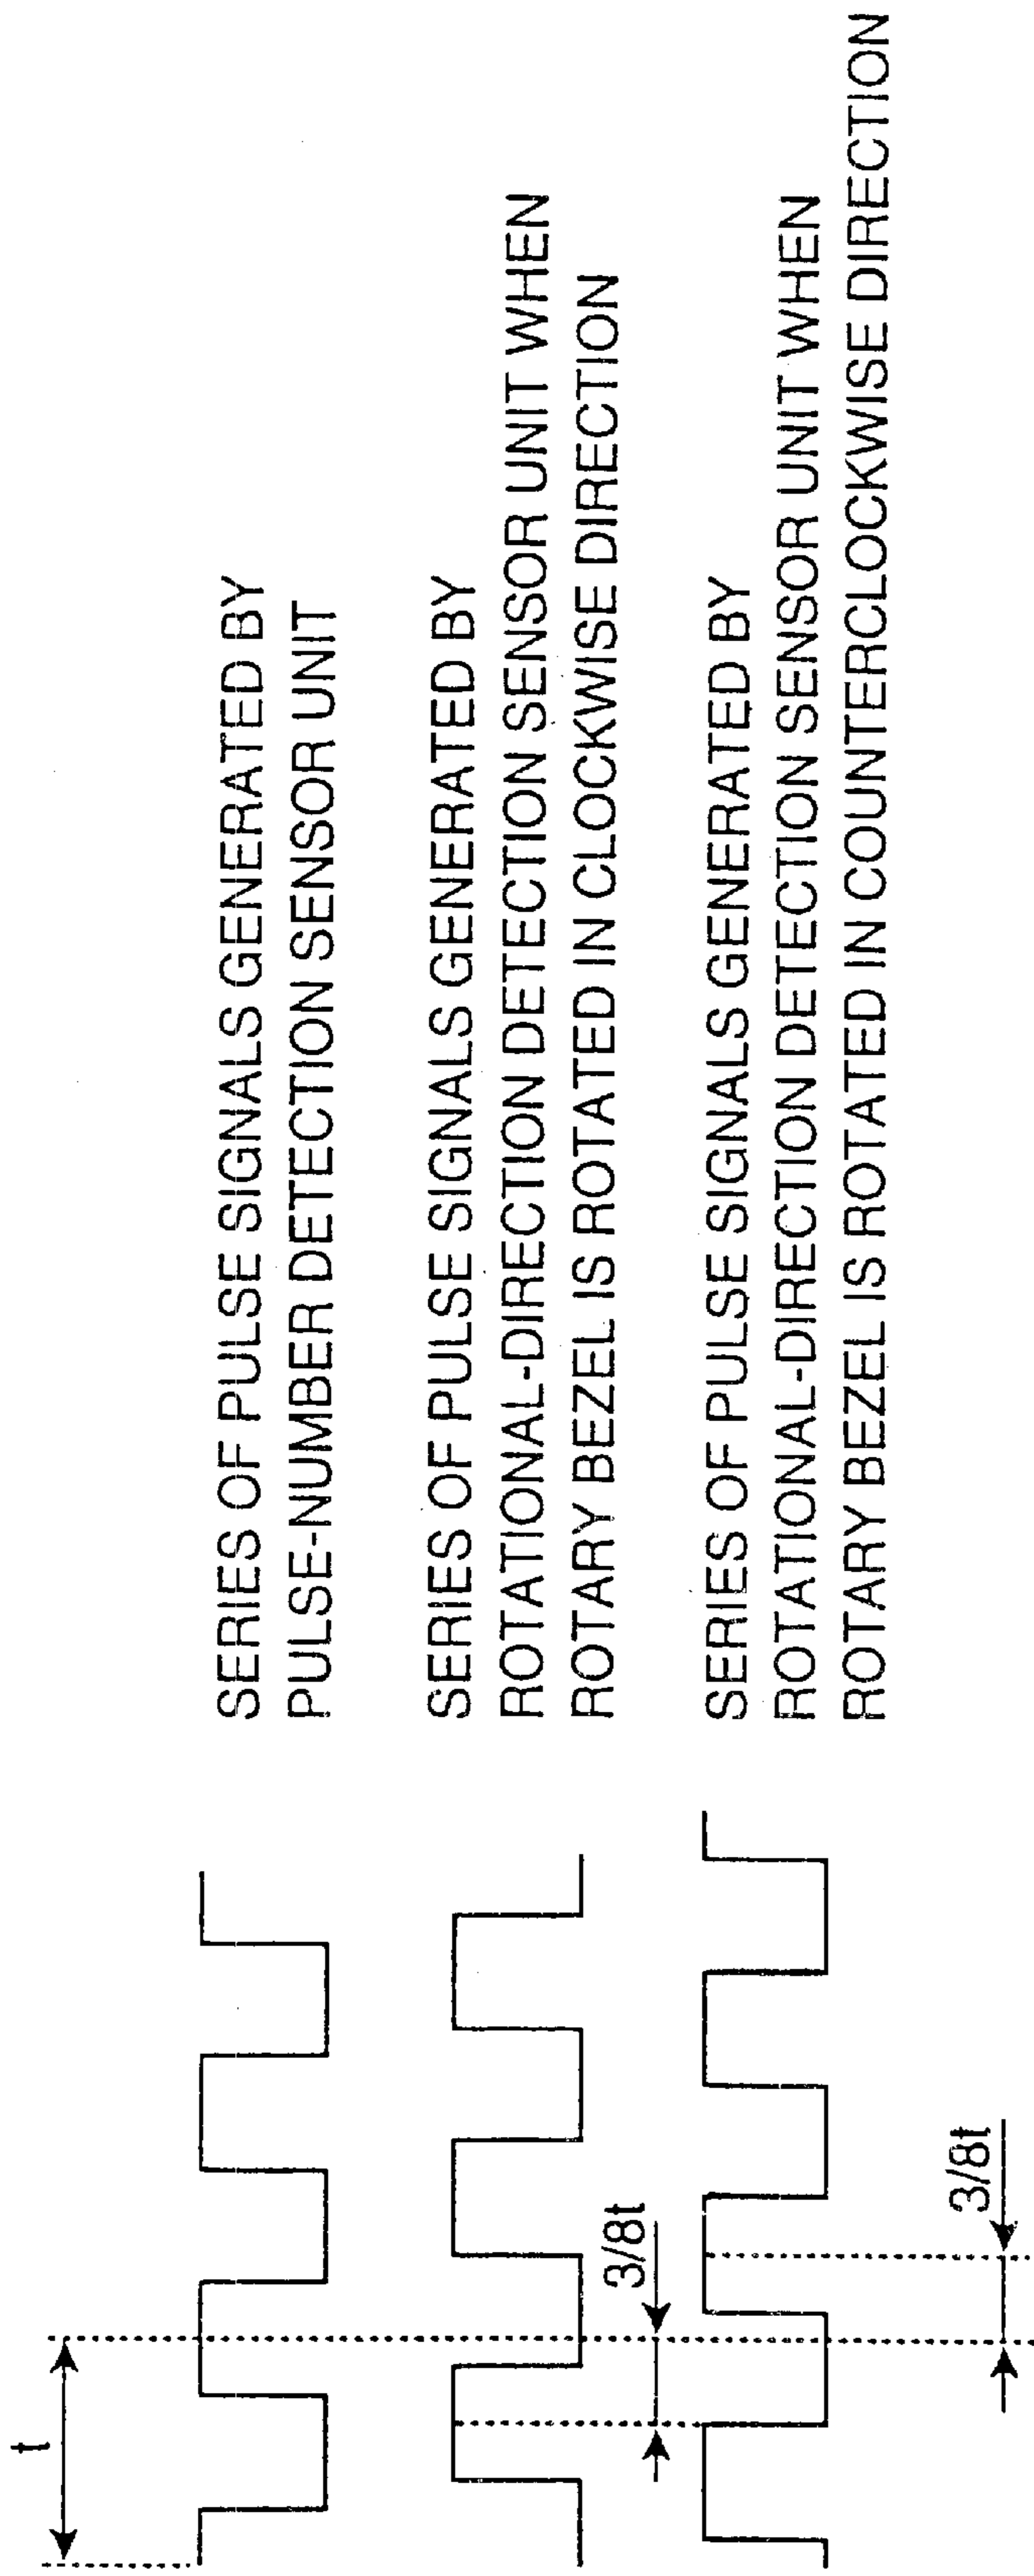 t
SERIES OF PULSE SIGNALS GENERATED BY
PULSE-NUMBER DETECTION SENSOR UNIT
SERIES OF PULSE SIGNALS GENERATED BY
ROTATIONAL-DIRECTION DETECTION SENSOR UNIT WHEN
ROTARY BEZEL IS ROTATED IN CLOCKWISE DIRECTION
3/8t
SERIES OF PULSE SIGNALS GENERATED BY
ROTATIONAL-DIRECTION DETECTION SENSOR UNIT WHEN
ROTARY BEZEL IS ROTATED IN COUNTERCLOCKWISE DIRECTION
3/8t